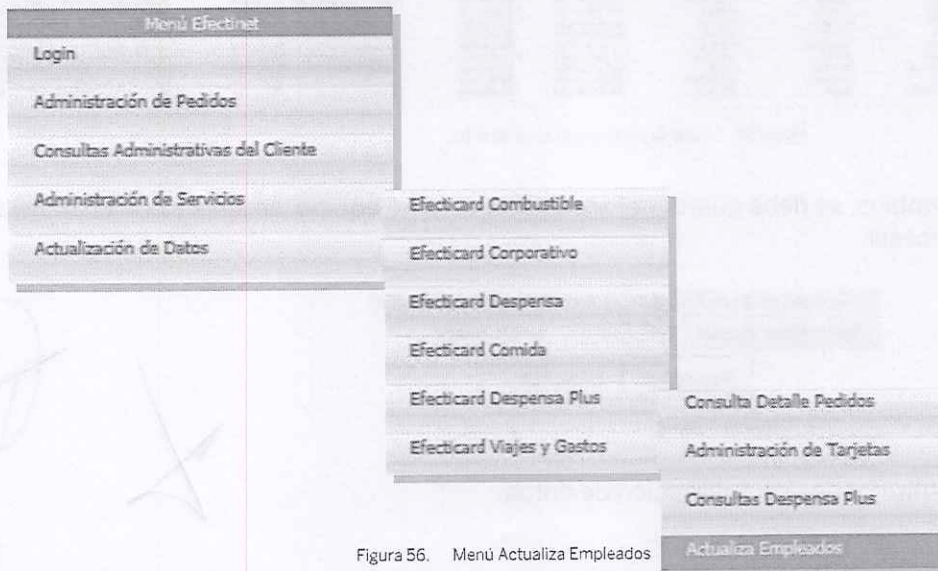 Menú Efectinet
Login
Administración de Pedidos
Consultas Administrativas del Cliente
Administración de Servicios
Actualización de Datos
Efecticard Combustible
Efecticard Corporativo
Efecticard Despensa
Efecticard Comida
Efecticard Despensa Plus
Efecticard Viajes y Gastos
Consulta Detalle Pedidos
Administración de Tarjetas
Consultas Despensa Plus
Actualiza Empleados
Figura 56. Menú Actualiza Empleados